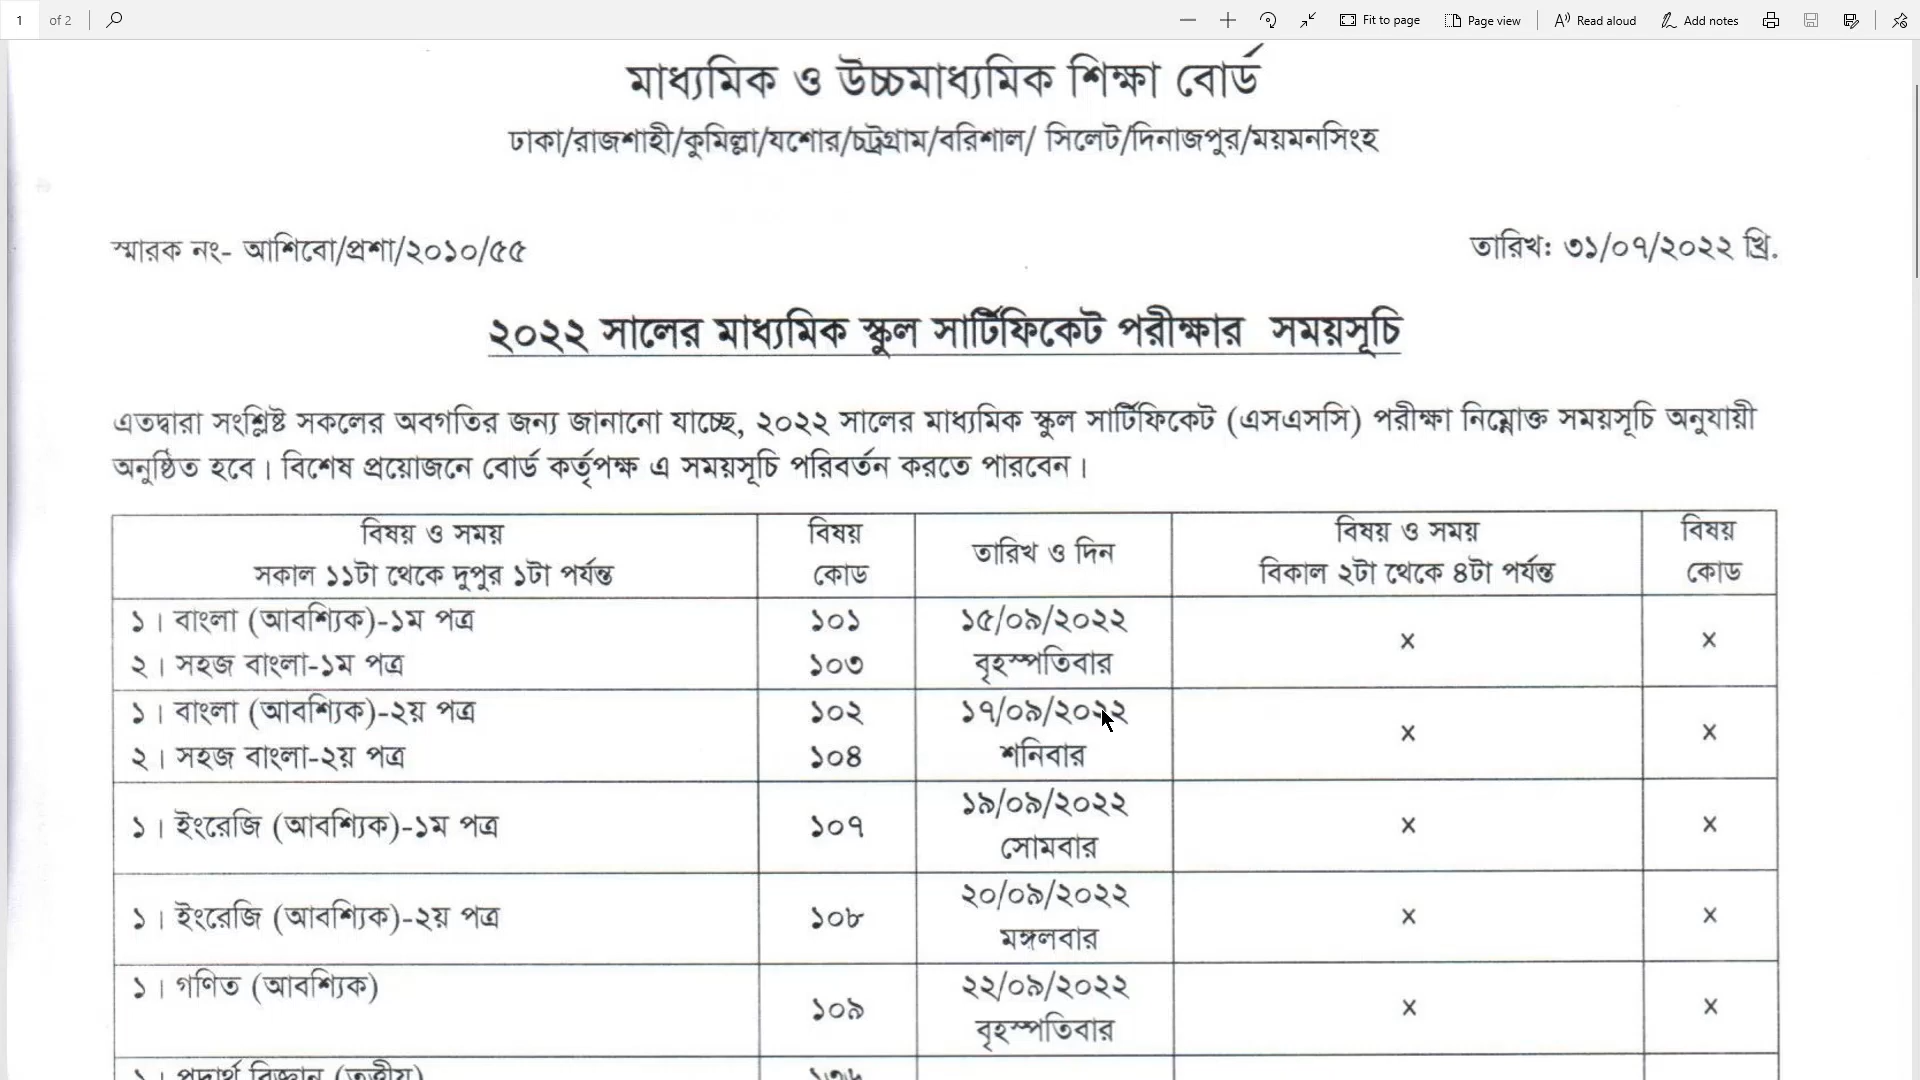 1 of 2 Fit to page Page view Read aloud Add notes
মাধ্যমিক ও উচ্চমাধ্যমিক শিক্ষা বোর্ড
ঢাকা/রাজশাহী/কুমিল্লা/যশোর/চট্টগ্রাম/বরিশাল/ সিলেট/দিনাজপুর/ময়মনসিংহ
স্মারক নং- আশিবো/প্রশা/২০১০/৫৫ তারিখঃ ৩১/০৭/২০২২ খ্রি.
২০২২ সালের মাধ্যমিক স্কুল সার্টিফিকেট পরীক্ষার সময়সূচি
এতদ্বারা সংশ্লিষ্ট সকলের অবগতির জন্য জানানো যাচ্ছে, ২০২২ সালের মাধ্যমিক স্কুল সার্টিফিকেট (এসএসসি) পরীক্ষা নিম্নোক্ত সময়সূচি অনুযায়ী
অনুষ্ঠিত হবে। বিশেষ প্রয়োজনে বোর্ড কর্তৃপক্ষ এ সময়সূচি পরিবর্তন করতে পারবেন।
বিষয় ও সময় বিষয় তারিখ ও দিন বিষয় ও সময় বিষয়
সকাল ১১টা থেকে দুপুর ১টা পর্যন্ত কোড বিকাল ২টা থেকে ৪টা পর্যন্ত কোড
১। বাংলা (আবশ্যিক)-১ম পত্র ১০১ ১৫/০৯/২০২২ x x
২। সহজ বাংলা-১ম পত্র ১০৩ বৃহস্পতিবার
১। বাংলা (আবশ্যিক)-২য় পত্র ১০২ ১৭/০৯/২০২২ x x
২। সহজ বাংলা-২য় পত্র ১০৪ শনিবার
১। ইংরেজি (আবশ্যিক)-১ম পত্র ১০৭ ১৯/০৯/২০২২ x x
সোমবার
১। ইংরেজি (আবশ্যিক)-২য় পত্র ১০৮ ২০/০৯/২০২২ x x
মঙ্গলবার
১। গণিত (আবশ্যিক) ১০৯ ২২/০৯/২০২২ x x
বৃহস্পতিবার
১। পদার্থ বিজ্ঞান (তত্ত্বীয়) ১৩৬